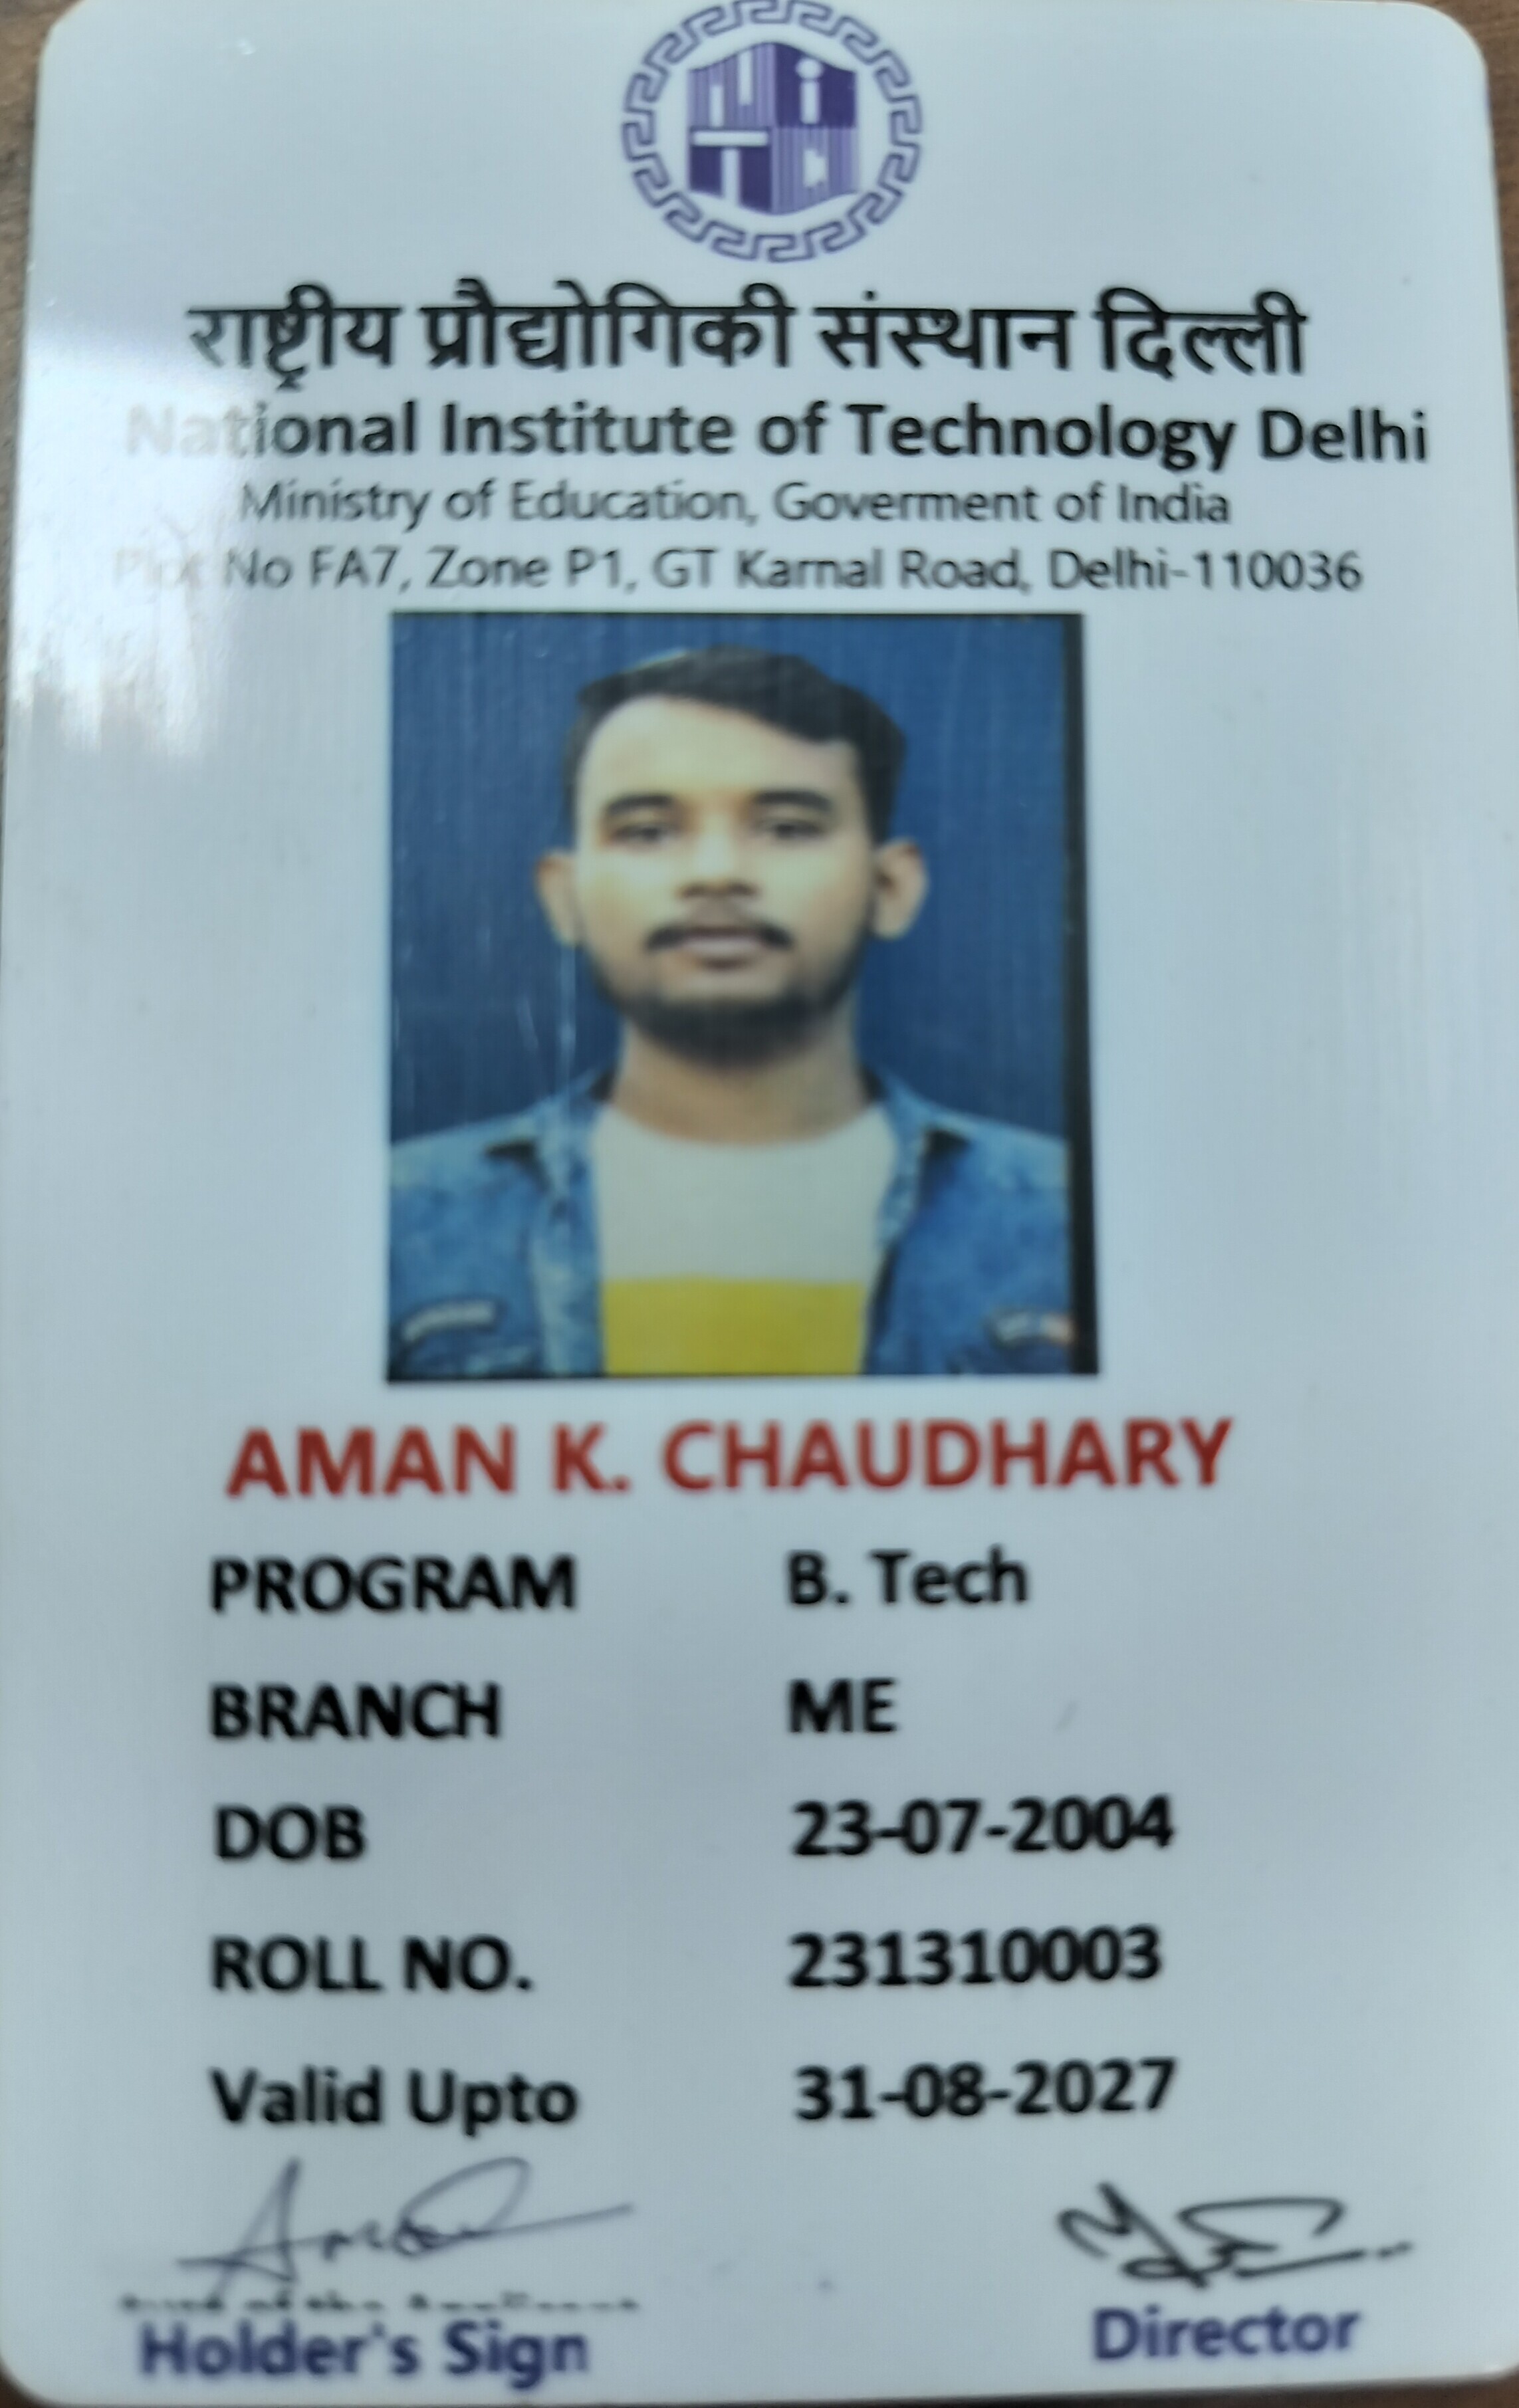 राष्ट्रीय प्रौद्योगिकी संस्थान दिल्ली
National Institute of Technology Delhi
Ministry of Education, Goverment of India
Plot No FA7, Zone P1, GT Karnal Road, Delhi-110036
AMAN K. CHAUDHARY
PROGRAM B. Tech
BRANCH ME
DOB 23-07-2004
ROLL NO. 231310003
Valid Upto 31-08-2027
Holder's Sign Director